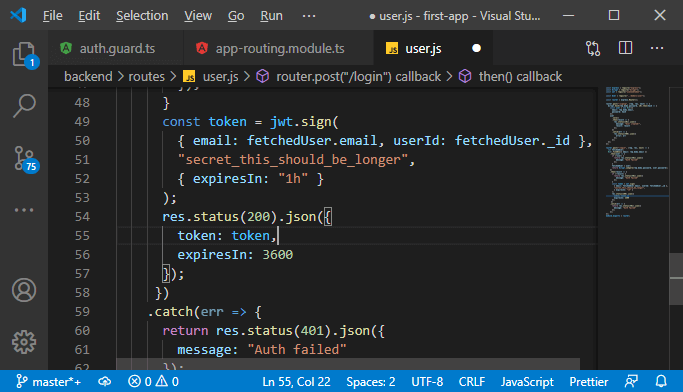 File Edit Selection View Go Run ··· ● user.js - first-app - Visual Stu...
auth.guard.ts app-routing.module.ts user.js ●
backend > routes > user.js > router.post("/login") callback > then() callback
48 }
49 const token = jwt.sign(
50 { email: fetchedUser.email, userId: fetchedUser._id },
51 "secret_this_should_be_longer",
52 { expiresIn: "1h" }
53 );
54 res.status(200).json({
55 token: token,
56 expiresIn: 3600
57 });
58 })
59 .catch(err => {
60 return res.status(401).json({
61 message: "Auth failed"
62 });
1
75
master*+ 0 0 Ln 55, Col 22 Spaces: 2 UTF-8 CRLF JavaScript Prettier